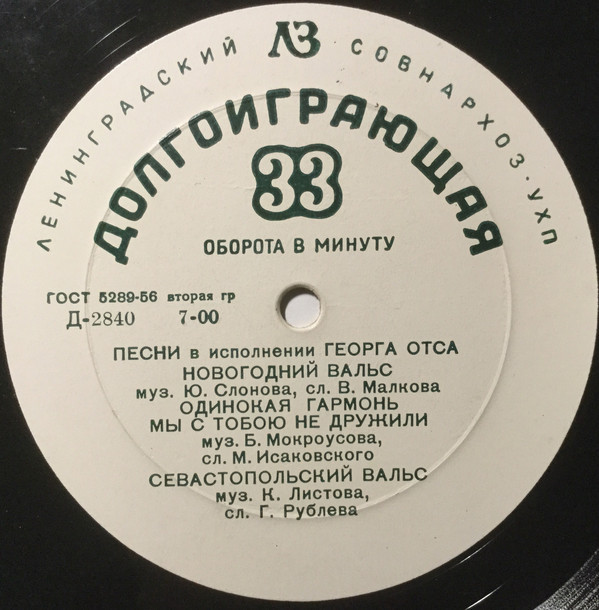 ЛЕНИНГРАДСКИЙ ЛЗ СОВНАРХОЗ·УХП
ДОЛГОИГРАЮЩАЯ
33
ОБОРОТА В МИНУТУ
ГОСТ 5289-56 вторая гр
Д-2840 7-00
ПЕСНИ в исполнении ГЕОРГА ОТСА
НОВОГОДНИЙ ВАЛЬС
муз. Ю. Слонова, сл. В. Малкова
ОДИНОКАЯ ГАРМОНЬ
МЫ С ТОБОЮ НЕ ДРУЖИЛИ
муз. Б. Мокроусова,
сл. М. Исаковского
СЕВАСТОПОЛЬСКИЙ ВАЛЬС
муз. К. Листова,
сл. Г. Рублева